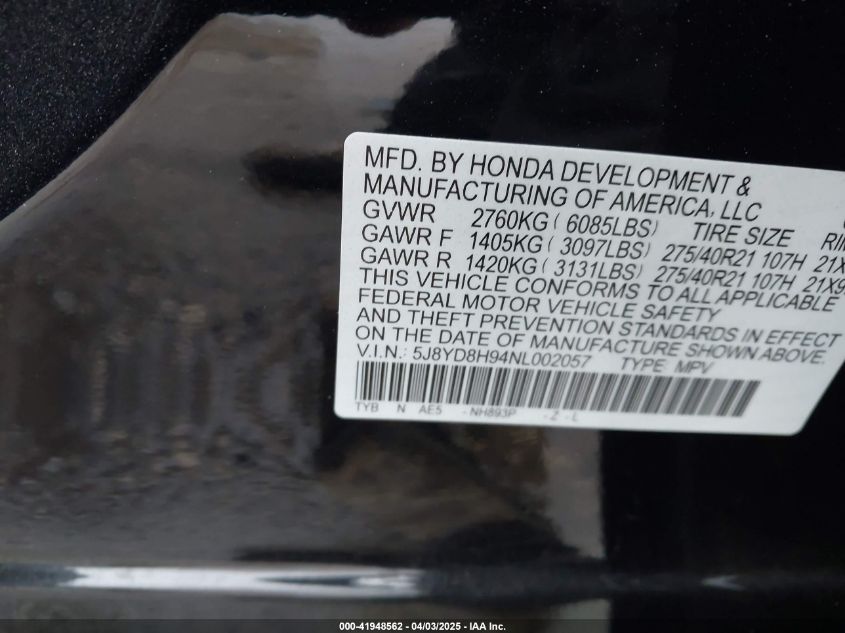 MFD. BY HONDA DEVELOPMENT &
MANUFACTURING OF AMERICA, LLC
GVWR 2760KG ( 6085LBS) TIRE SIZE RI
GAWR F 1405KG ( 3097LBS) 275/40R21 107H 21X
GAWR R 1420KG ( 3131LBS) 275/40R21 107H 21X9
THIS VEHICLE CONFORMS TO ALL APPLICABLE
FEDERAL MOTOR VEHICLE SAFETY
AND THEFT PREVENTION STANDARDS IN EFFECT
ON THE DATE OF MANUFACTURE SHOWN ABOVE.
V.I.N.: 5J8YD8H94NL002057 TYPE: MPV
TYB N AE5 - NH893P - Z - L
000-41948562 - 04/03/2025 - IAA Inc.